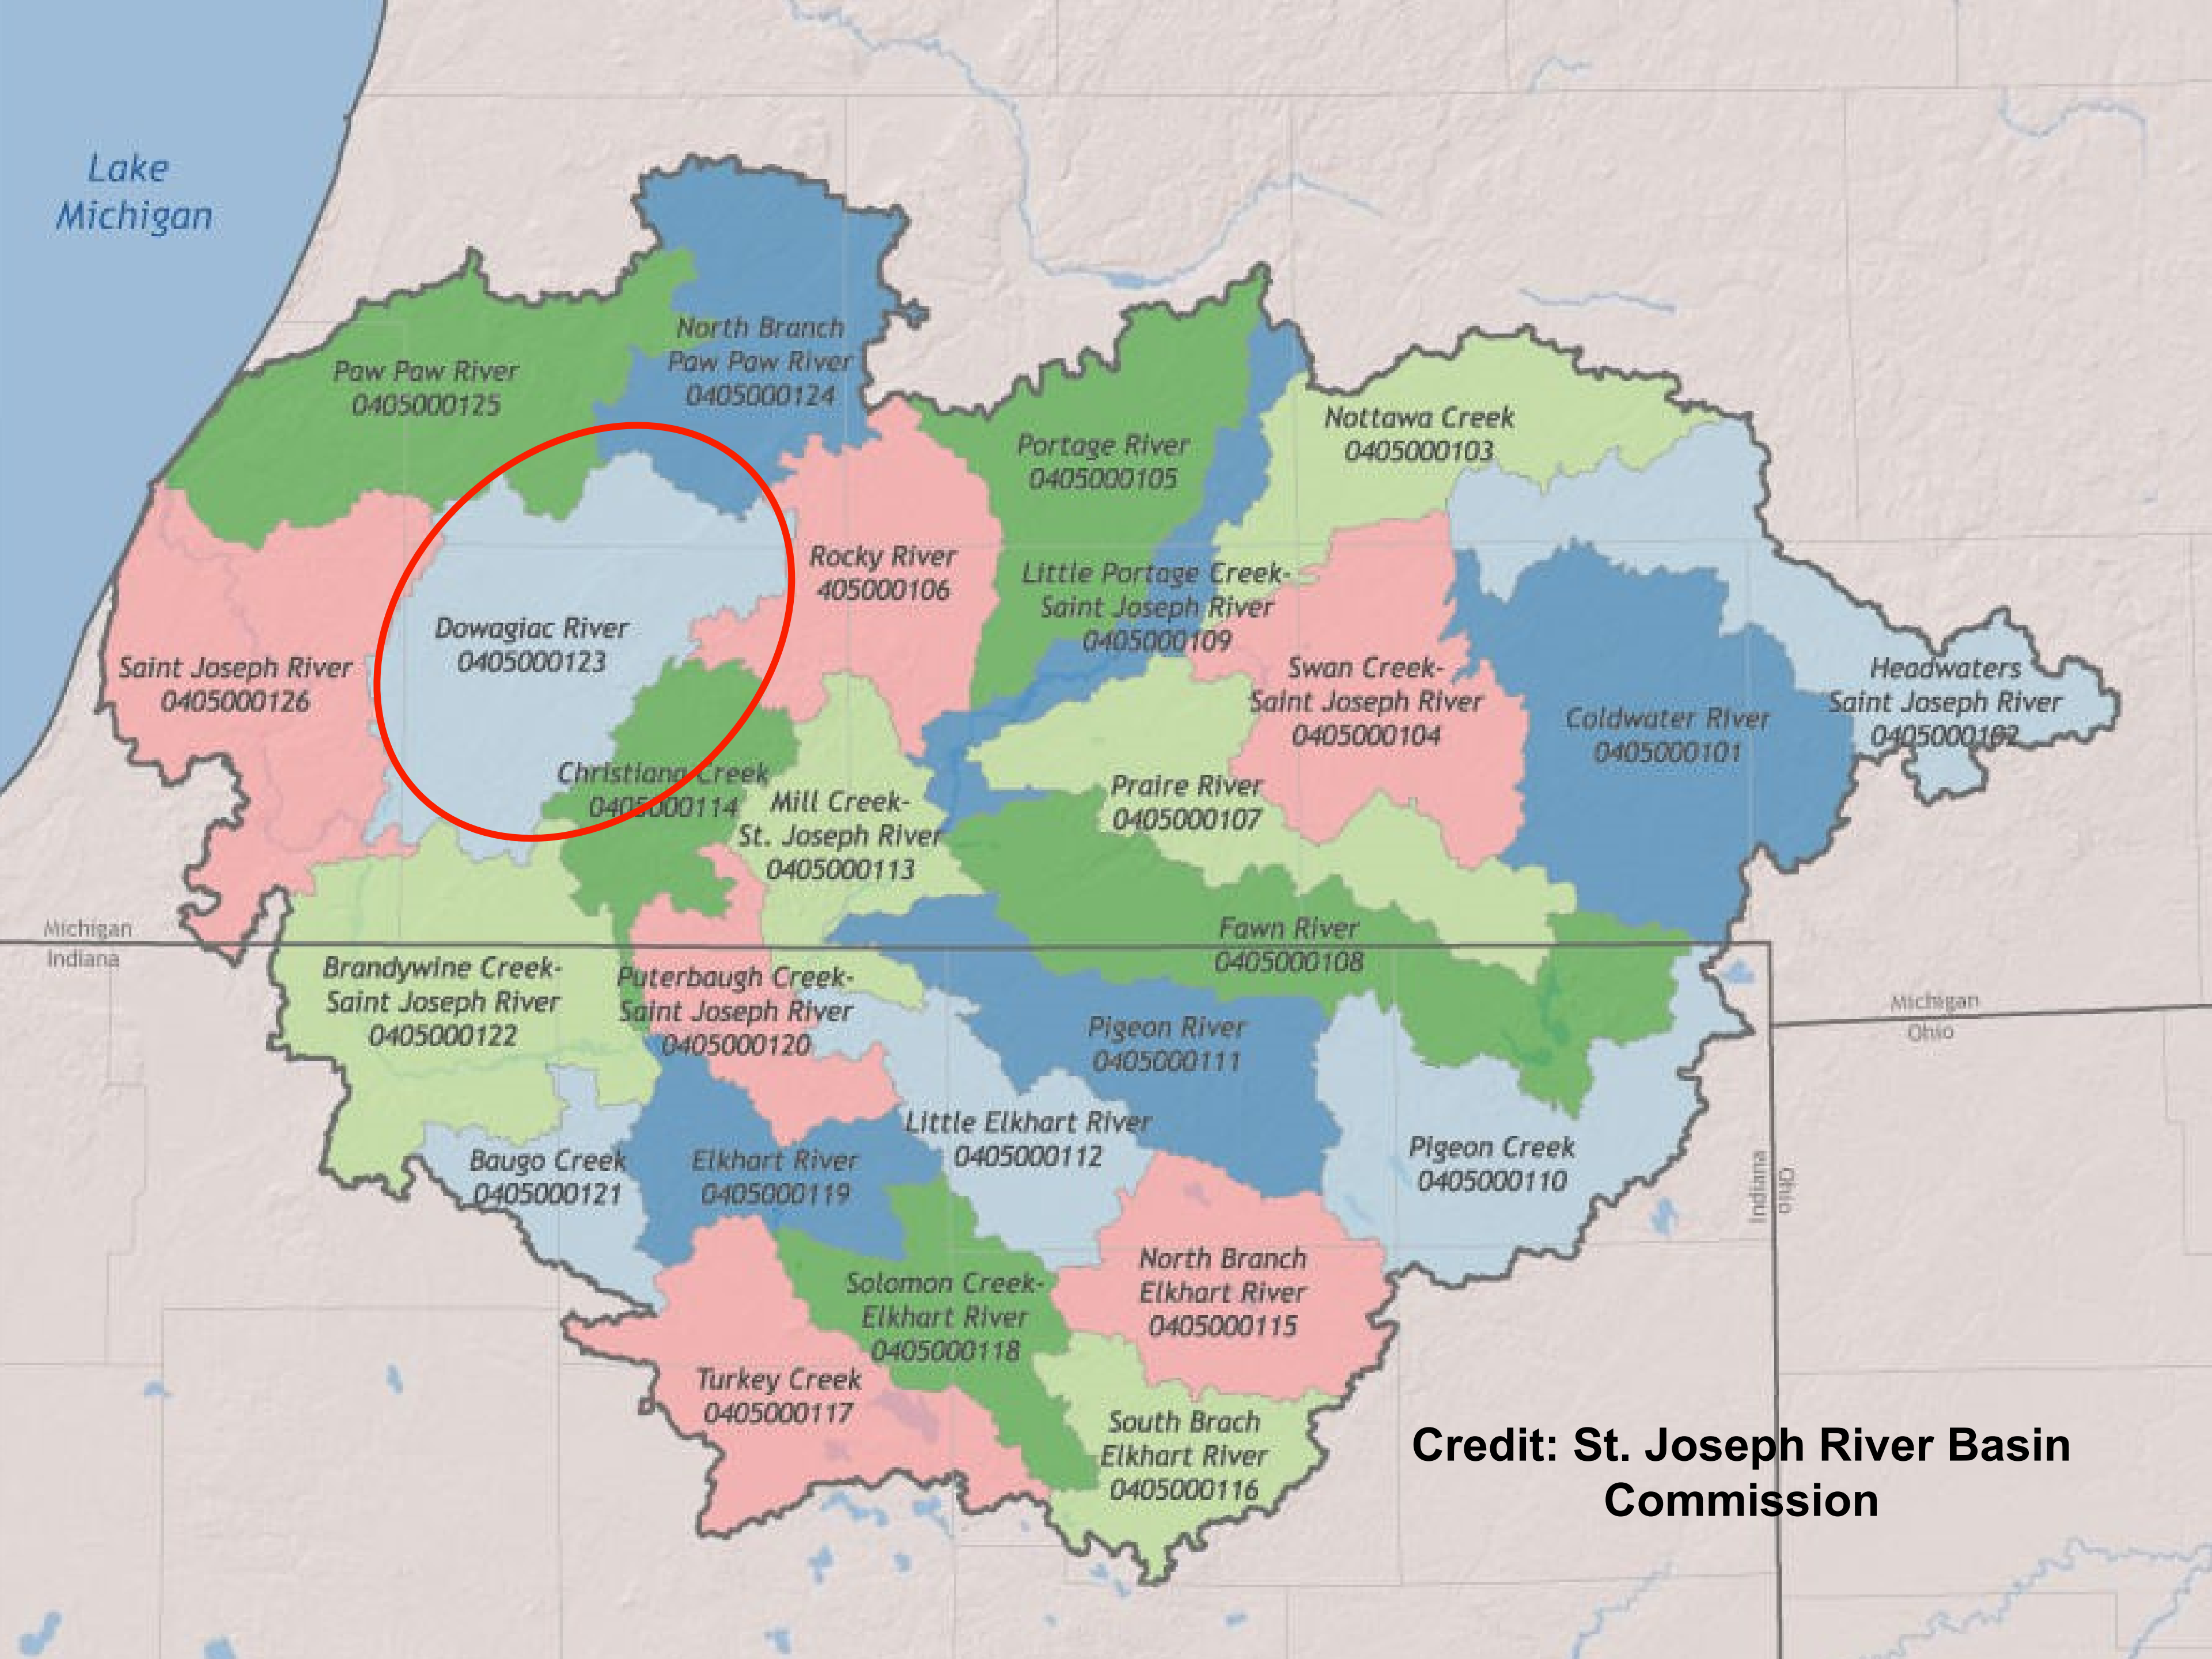 Lake
Michigan
North Branch
Paw Paw River
0405000124
Paw Paw River
0405000125
Nottawa Creek
0405000103
Portage River
0405000105
Rocky River
405000106
Little Portage Creek-
Saint Joseph River
0405000109
Dowagiac River
0405000123
Saint Joseph River
0405000126
Swan Creek-
Saint Joseph River
0405000104
Headwaters
Saint Joseph River
0405000102
Coldwater River
0405000101
Christiana Creek
0405000114
Mill Creek-
St. Joseph River
0405000113
Praire River
0405000107
Fawn River
0405000108
Michigan
Indiana
Brandywine Creek-
Saint Joseph River
0405000122
Puterbaugh Creek-
Saint Joseph River
0405000120
Pigeon River
0405000111
Michigan
Ohio
Little Elkhart River
0405000112
Pigeon Creek
0405000110
Indiana
Ohio
Baugo Creek
0405000121
Elkhart River
0405000119
North Branch
Elkhart River
0405000115
Solomon Creek-
Elkhart River
0405000118
Turkey Creek
0405000117
South Brach
Elkhart River
0405000116
Credit: St. Joseph River Basin
Commission